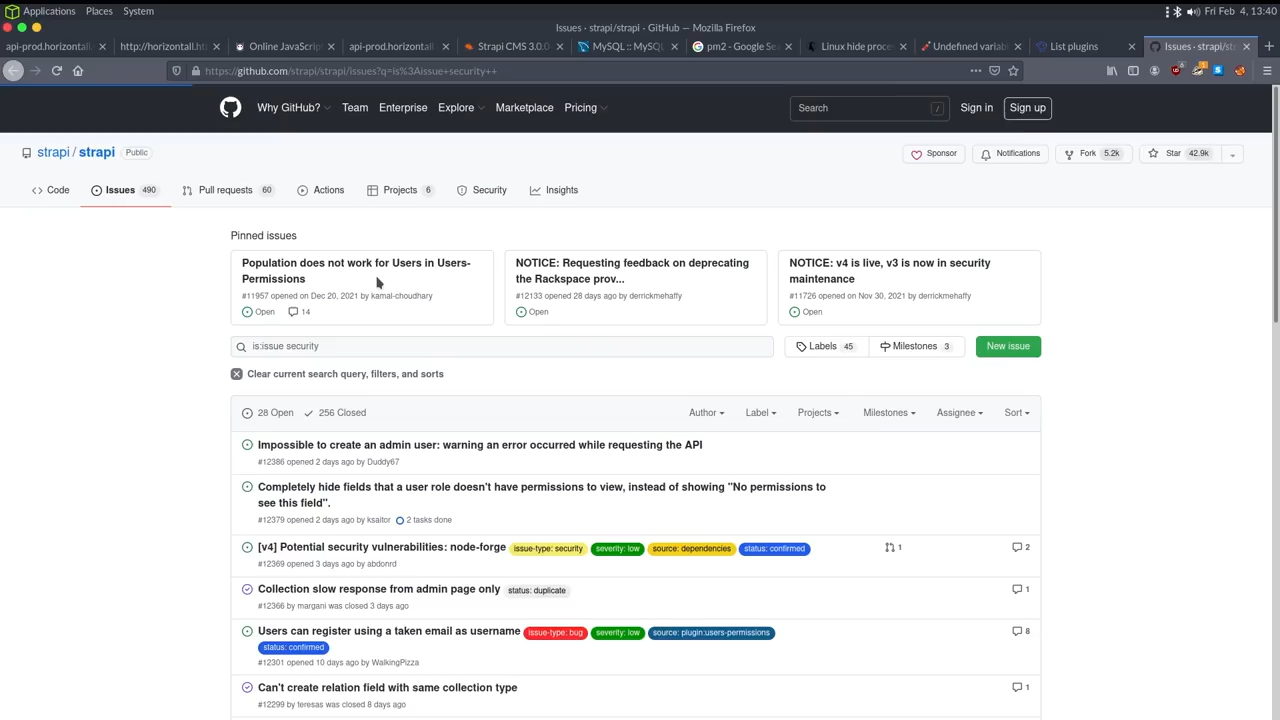 Applications Places System Fri Feb 4, 13:40
Issues · strapi/strapi · GitHub — Mozilla Firefox
api-prod.horizontall × http://horizontall.ht × Online JavaScript × api-prod.horizontall × Strapi CMS 3.0.0 × MySQL :: MySQL × pm2 - Google Se × Linux hide proce × Undefined variab × List plugins × Issues · strapi/str × +
https://github.com/strapi/strapi/issues?q=is%3Aissue+security++
Why GitHub? Team Enterprise Explore Marketplace Pricing Search / Sign in Sign up
strapi / strapi Public Sponsor Notifications Fork 5.2k Star 42.9k
Code Issues 490 Pull requests 60 Actions Projects 6 Security Insights
Pinned issues
Population does not work for Users in Users-
Permissions
#11957 opened on Dec 20, 2021 by kamal-choudhary
Open 14
NOTICE: Requesting feedback on deprecating
the Rackspace prov...
#12133 opened 28 days ago by derrickmehaffy
Open
NOTICE: v4 is live, v3 is now in security
maintenance
#11726 opened on Nov 30, 2021 by derrickmehaffy
Open
is:issue security Labels 45 Milestones 3 New issue
Clear current search query, filters, and sorts
28 Open 256 Closed Author Label Projects Milestones Assignee Sort
Impossible to create an admin user: warning an error occurred while requesting the API
#12386 opened 2 days ago by Duddy67
Completely hide fields that a user role doesn't have permissions to view, instead of showing "No permissions to
see this field".
#12379 opened 2 days ago by ksaitor 2 tasks done
[v4] Potential security vulnerabilities: node-forge issue-type: security severity: low source: dependencies status: confirmed 1 2
#12369 opened 3 days ago by abdonrd
Collection slow response from admin page only status: duplicate 1
#12366 by margani was closed 3 days ago
Users can register using a taken email as username issue-type: bug severity: low source: plugin:users-permissions 8
status: confirmed
#12301 opened 10 days ago by WalkingPizza
Can't create relation field with same collection type 1
#12299 by teresas was closed 8 days ago